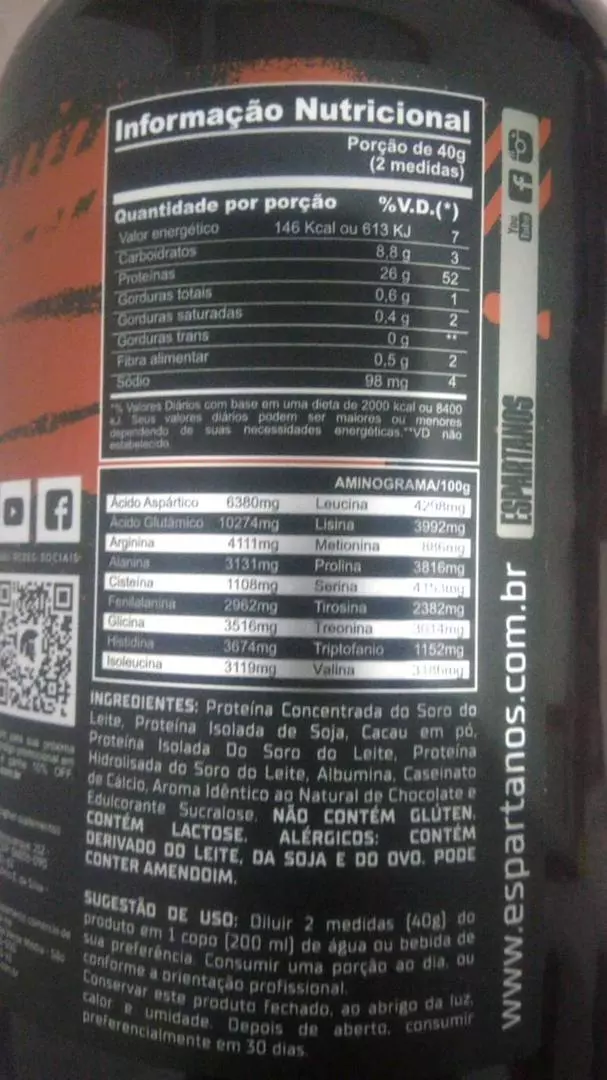 Informação Nutricional
Porção de 40g
(2 medidas)
Quantidade por porção %V.D.(*)
Valor energético 146 Kcal ou 613 KJ 7
Carboidratos 8,8 g 3
Proteínas 26 g 52
Gorduras totais 0,6 g 1
Gorduras saturadas 0,4 g 2
Gorduras trans 0 g **
Fibra alimentar 0,5 g 2
Sódio 98 mg 4
*% Valores Diários com base em uma dieta de 2000 kcal ou 8400
kJ. Seus valores diários podem ser maiores ou menores
dependendo de suas necessidades energéticas.**VD não
estabelecido
AMINOGRAMA/100g
Ácido Aspártico 6380mg Leucina
Ácido Glutâmico 10274mg Lisina 3992mg
Arginina 4111mg Metionina
Alanina 3131mg Prolina 3816mg
Cisteína 1108mg Serina
Fenilalanina 2962mg Tirosina 2382mg
Glicina 3516mg Treonina
Histidina 3674mg Triptofanio 1152mg
Isoleucina 3119mg Valina
INGREDIENTES: Proteína Concentrada do Soro do
Leite, Proteína Isolada de Soja, Cacau em pó,
Proteína Isolada Do Soro do Leite, Proteína
Hidrolisada do Soro do Leite, Albumina, Caseinato
de Cálcio, Aroma Idêntico ao Natural de Chocolate e
Edulcorante Sucralose. NÃO CONTÉM GLÚTEN.
CONTÉM LACTOSE. ALÉRGICOS: CONTÉM
DERIVADO DO LEITE, DA SOJA E DO OVO. PODE
CONTER AMENDOIM.
SUGESTÃO DE USO: Diluir 2 medidas (40g) do
produto em 1 copo (200 ml) de água ou bebida de
sua preferência. Consumir uma porção ao dia, ou
conforme a orientação profissional.
Conservar este produto fechado, ao abrigo da luz,
calor e umidade. Depois de aberto, consumir
preferencialmente em 30 dias.
You
Tube
ESPARTANOS
www.espartanos.com.br
REDES SOCIAIS
10% OFF